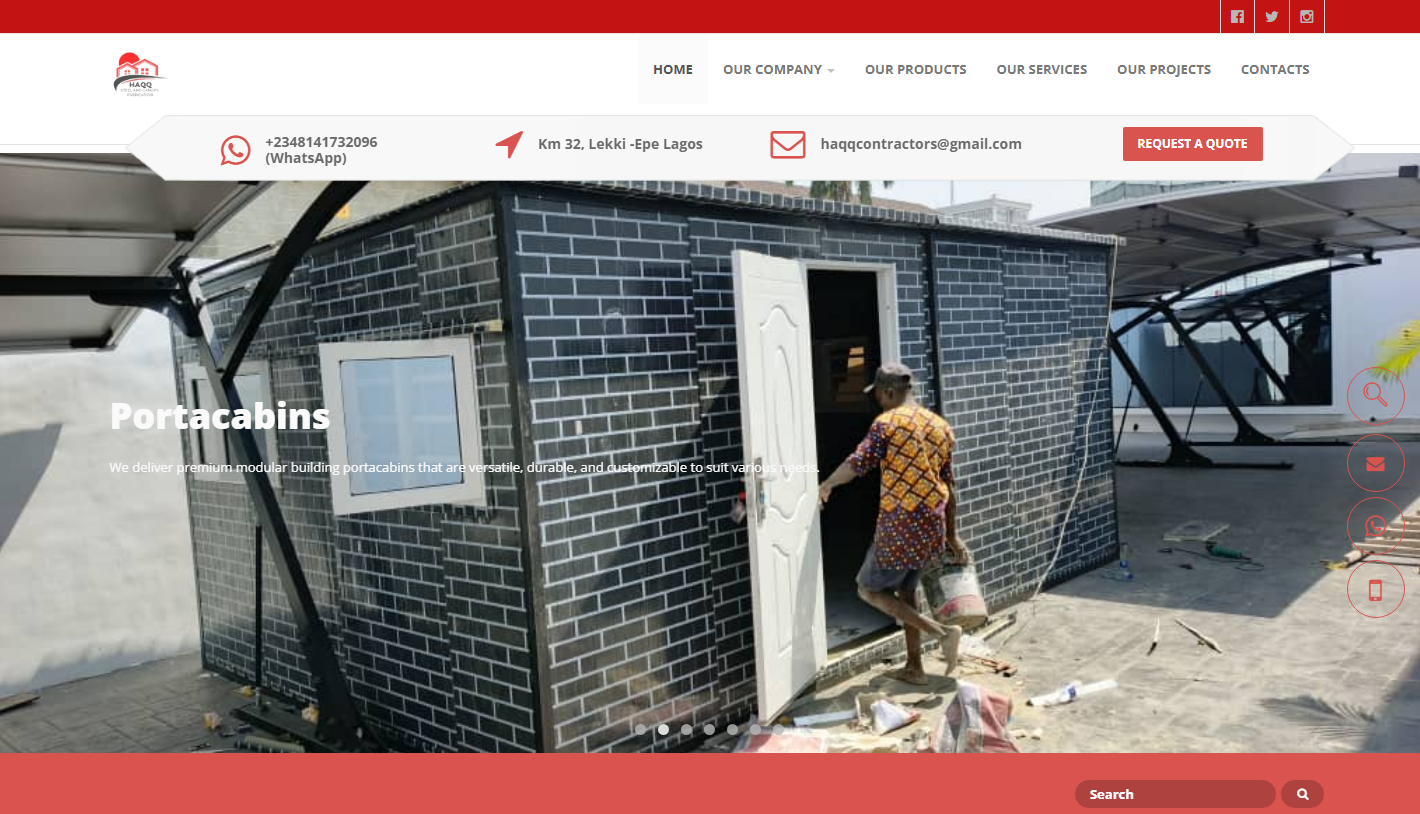 HOME
OUR COMPANY
OUR PRODUCTS
OUR SERVICES
OUR PROJECTS
CONTACTS
HAQQ
+2348141732096
(WhatsApp)
Km 32, Lekki -Epe Lagos
haqqcontractors@gmail.com
REQUEST A QUOTE
Portacabins
We deliver premium modular building portacabins that are versatile, durable, and customizable to suit various needs.
Search